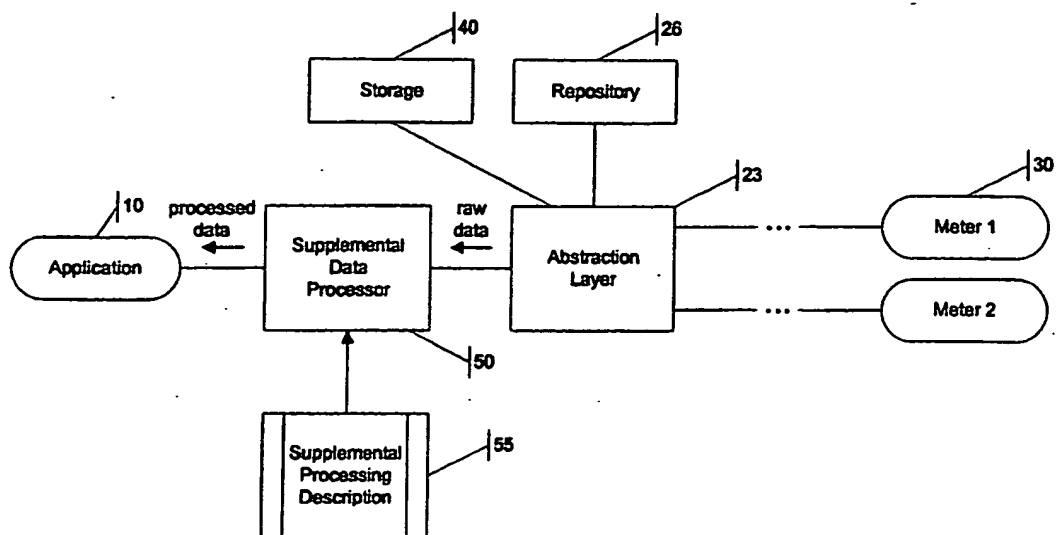 40
26
Storage
Repository
23
30
10
processed
data
raw
data
Application
Supplemental
Data
Processor
Abstraction
Layer
...
Meter 1
...
Meter 2
50
55
Supplemental
Processing
Description